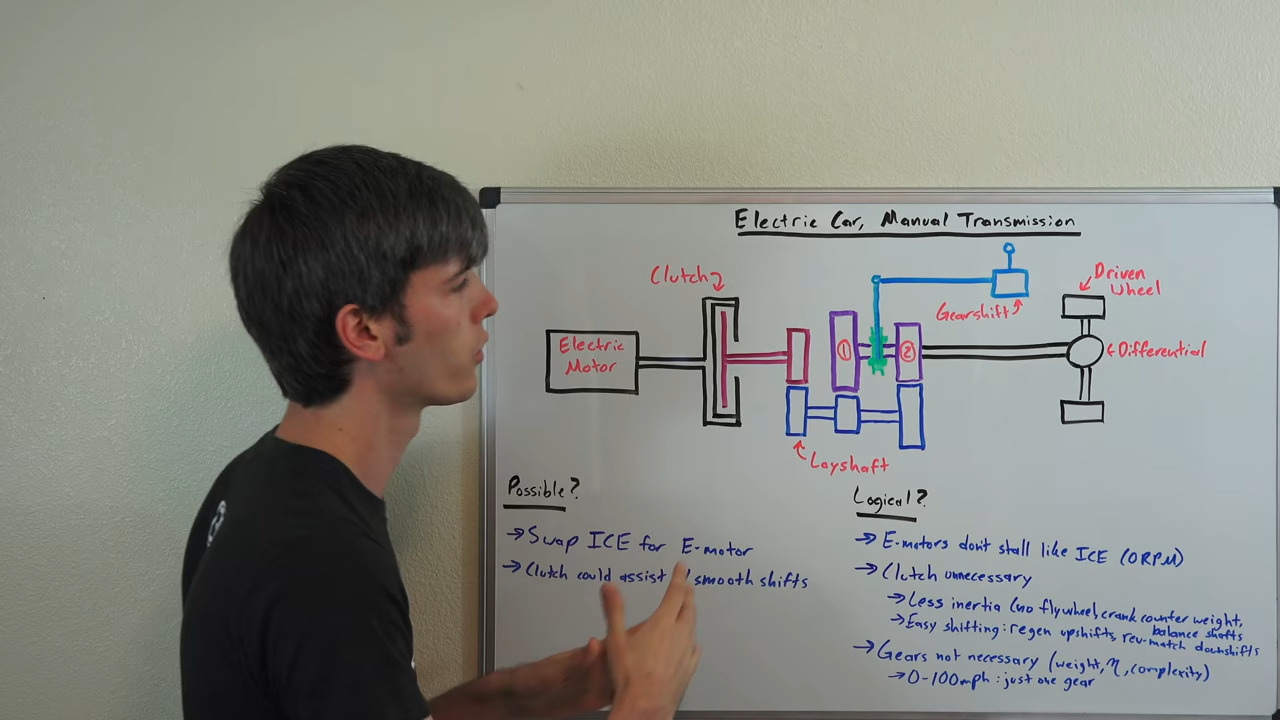 Electric Car, Manual Transmission
Clutch
Driven
Wheel
Gearshift
Electric
Motor
1
2
Differential
Layshaft
Possible?
→ Swap ICE for E-motor
→ Clutch could assist / smooth shifts
Logical?
→ E-motors don't stall like ICE (0RPM)
→ Clutch unnecessary
→ Less inertia (no flywheel, crank counter weight,
balance shafts
→ Easy shifting: regen upshifts, rev-match downshifts
→ Gears not necessary (weight, η, complexity)
→ 0-100mph: just one gear